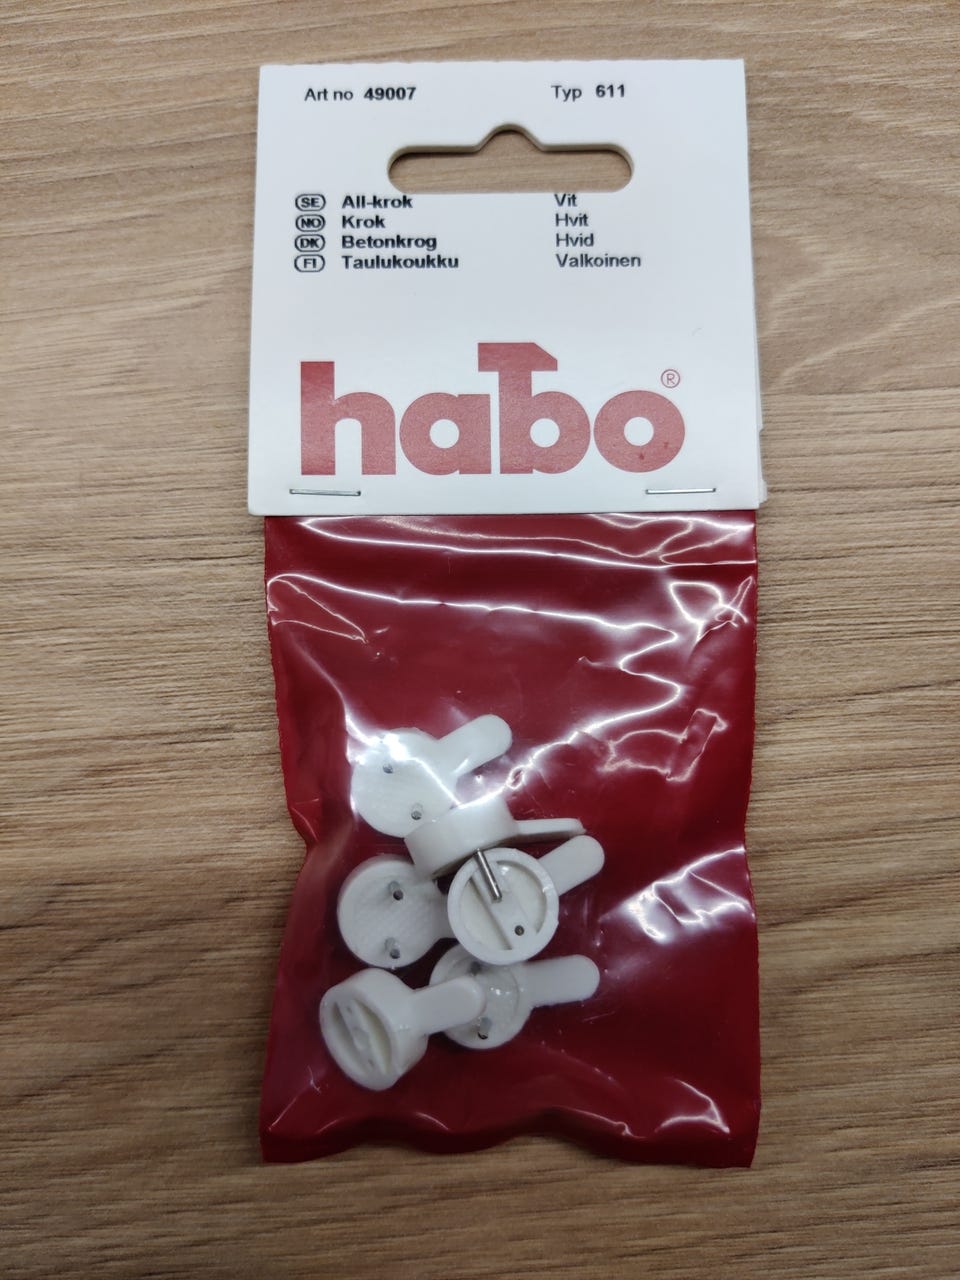 Art no 49007 Typ 611
SE All-krok Vit
NO Krok Hvit
DK Betonkrog Hvid
FI Taulukoukku Valkoinen
habo ®